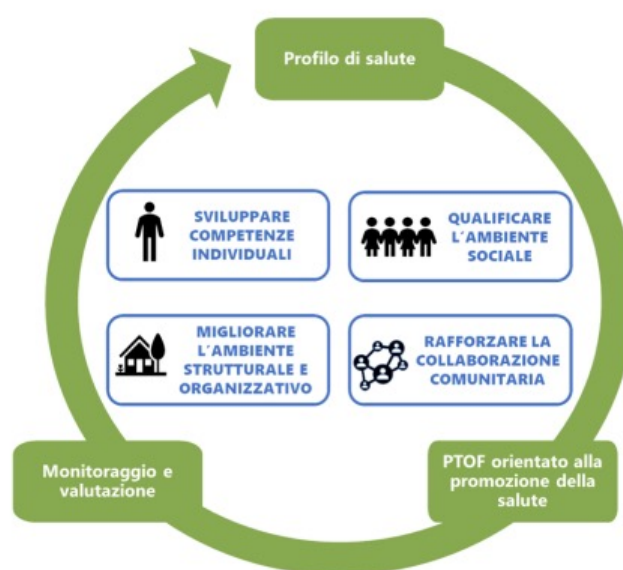 Profilo di salute
SVILUPPARE
COMPETENZE
INDIVIDUALI
QUALIFICARE
L´AMBIENTE
SOCIALE
MIGLIORARE
L´AMBIENTE
STRUTTURALE E
ORGANIZZATIVO
RAFFORZARE LA
COLLABORAZIONE
COMUNITARIA
Monitoraggio e
valutazione
PTOF orientato alla
promozione della
salute